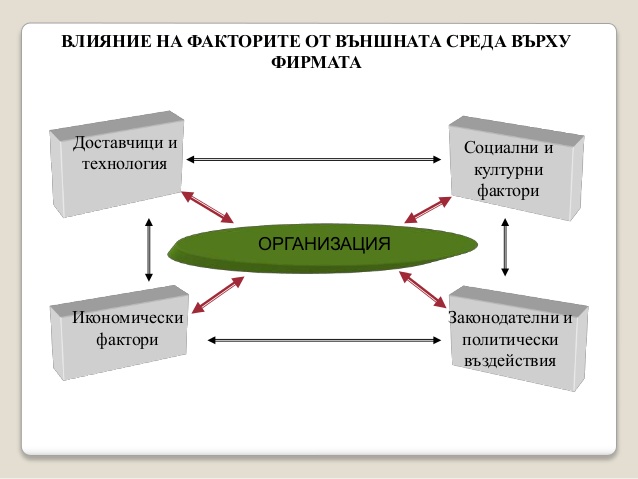 ВЛИЯНИЕ НА ФАКТОРИТЕ ОТ ВЪНШНАТА СРЕДА ВЪРХУ
ФИРМАТА
Доставчици и
технология
Социални и
културни
фактори
ОРГАНИЗАЦИЯ
Икономически
фактори
Законодателни и
политически
въздействия